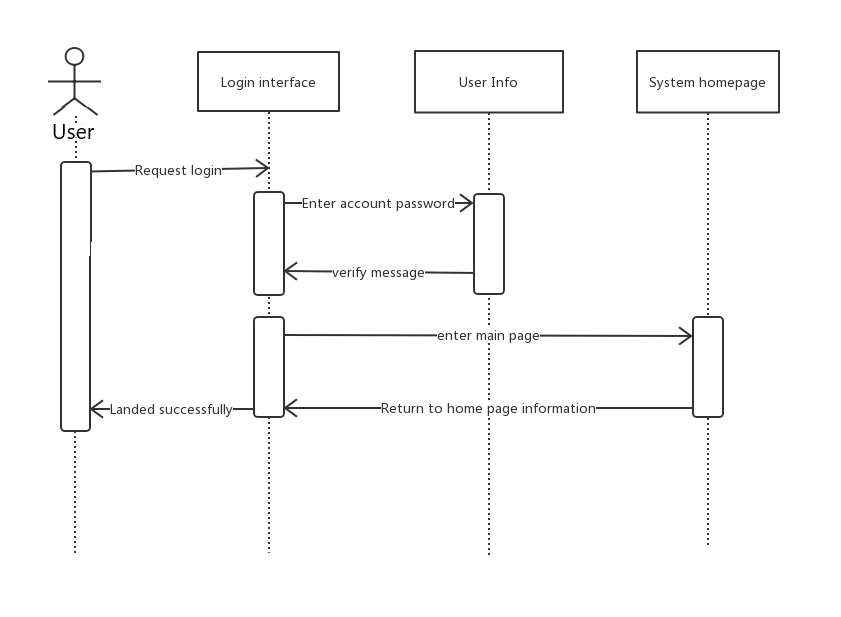 Login interface
User Info
System homepage
User
Request login
Enter account password
verify message
enter main page
Landed successfully
Return to home page information